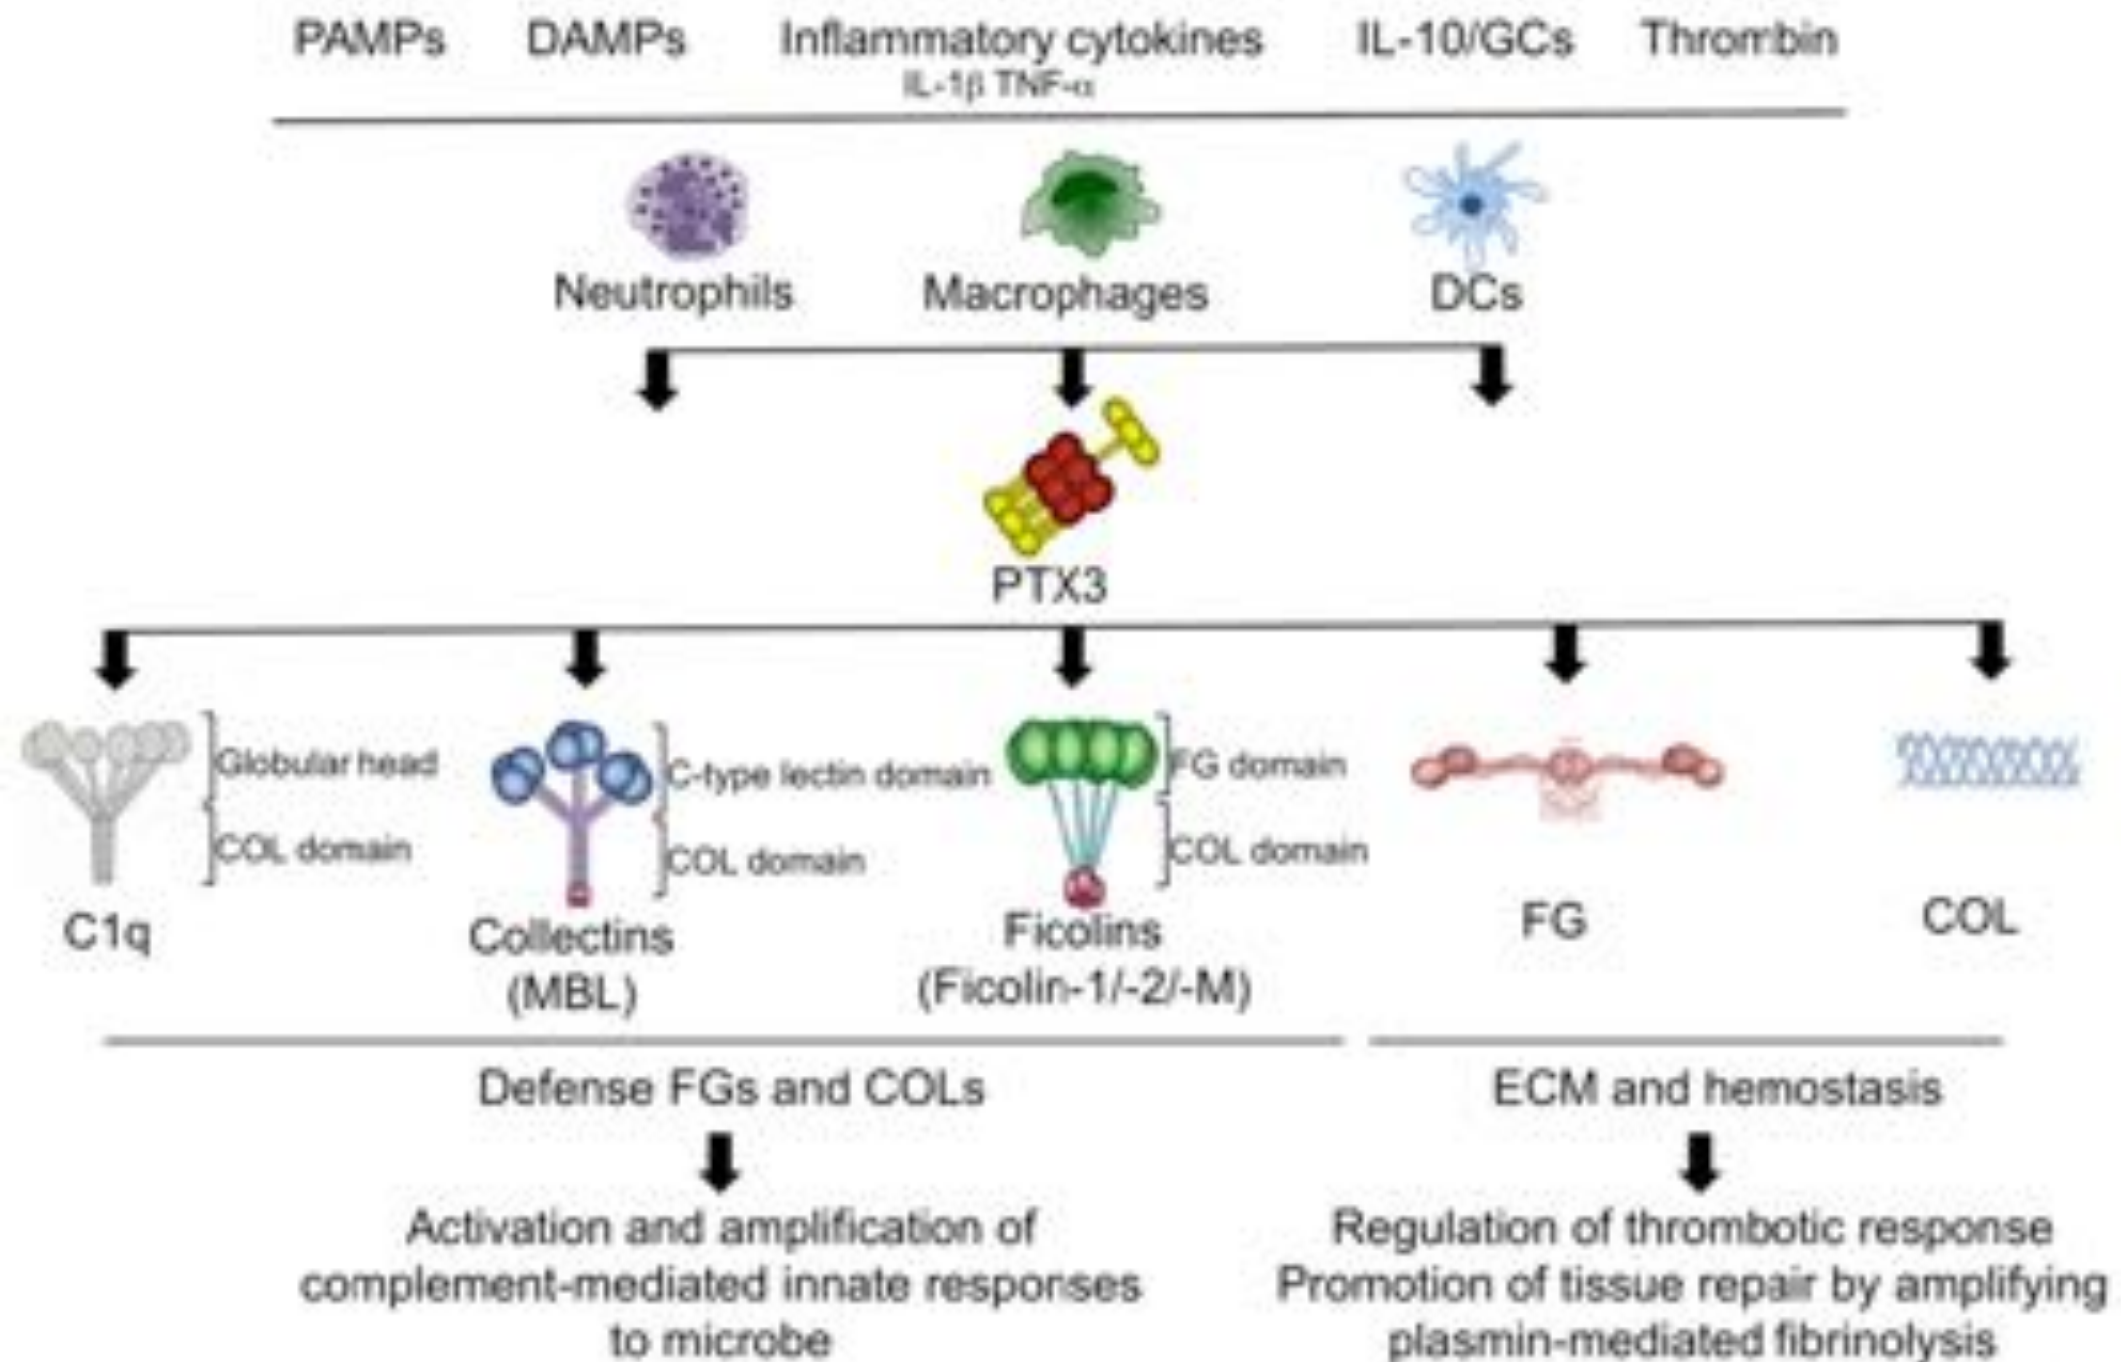 PAMPs DAMPs Inflammatory cytokines IL-10/GCs Thrombin
IL-1β TNF-α
Neutrophils Macrophages DCs
PTX3
Globular head
COL domain
C1q
C-type lectin domain
COL domain
Collectins
(MBL)
FG domain
COL domain
Ficolins
(Ficolin-1/-2/-M)
FG
COL
Defense FGs and COLs
Activation and amplification of
complement-mediated innate responses
to microbe
ECM and hemostasis
Regulation of thrombotic response
Promotion of tissue repair by amplifying
plasmin-mediated fibrinolysis